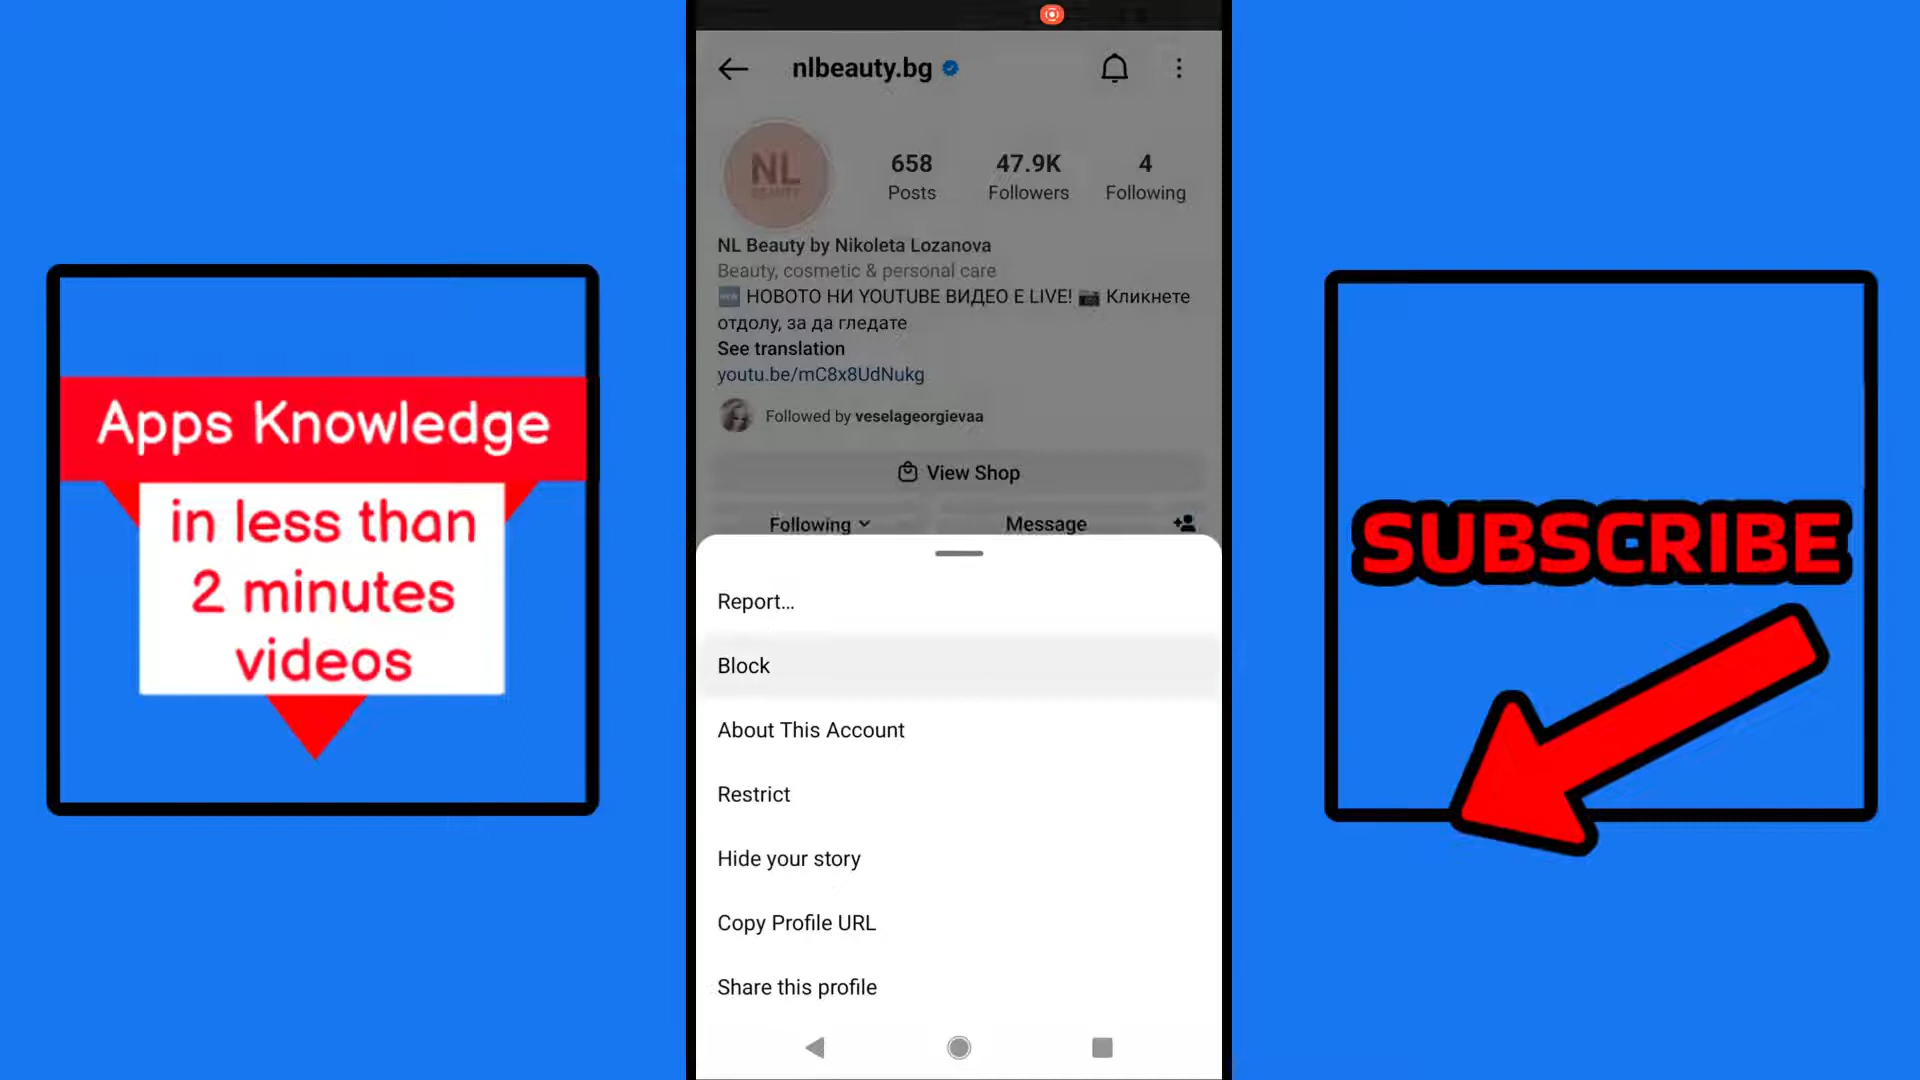 nlbeauty.bg
NL
BEAUTY
658
Posts
47.9K
Followers
4
Following
NL Beauty by Nikoleta Lozanova
Beauty, cosmetic & personal care
🆕 НОВОТО НИ YOUTUBE ВИДЕО Е LIVE! 📷 Кликнете
отдолу, за да гледате
See translation
youtu.be/mC8x8UdNukg
Followed by veselageorgievaa
View Shop
Following
Message
Report...
Block
About This Account
Restrict
Hide your story
Copy Profile URL
Share this profile
Apps Knowledge
in less than
2 minutes
videos
SUBSCRIBE